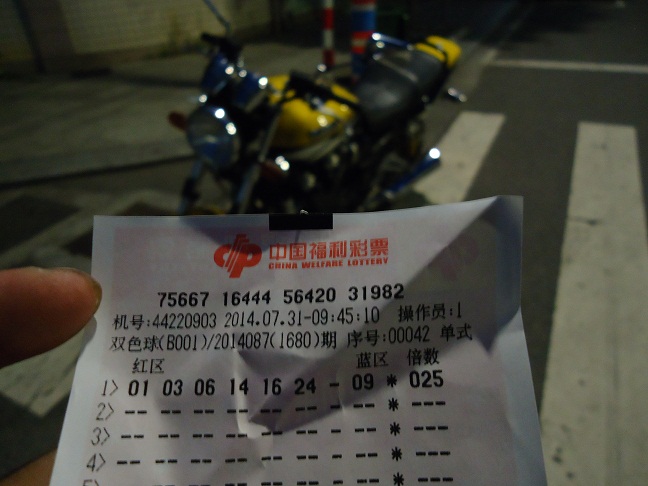 中国福利彩票
CHINA WELFARE LOTTERY
75667 16444 56420 31982
机号:44220903 2014.07.31-09:45:10 操作员:1
双色球(B001)/2014087(1680)期 序号:00042 单式
红区 蓝区 倍数
1> 01 03 06 14 16 24 - 09 * 025
2> -- -- -- -- -- -- - -- * ---
3> -- -- -- -- -- -- - -- * ---
4> -- -- -- -- -- -- - -- * ---